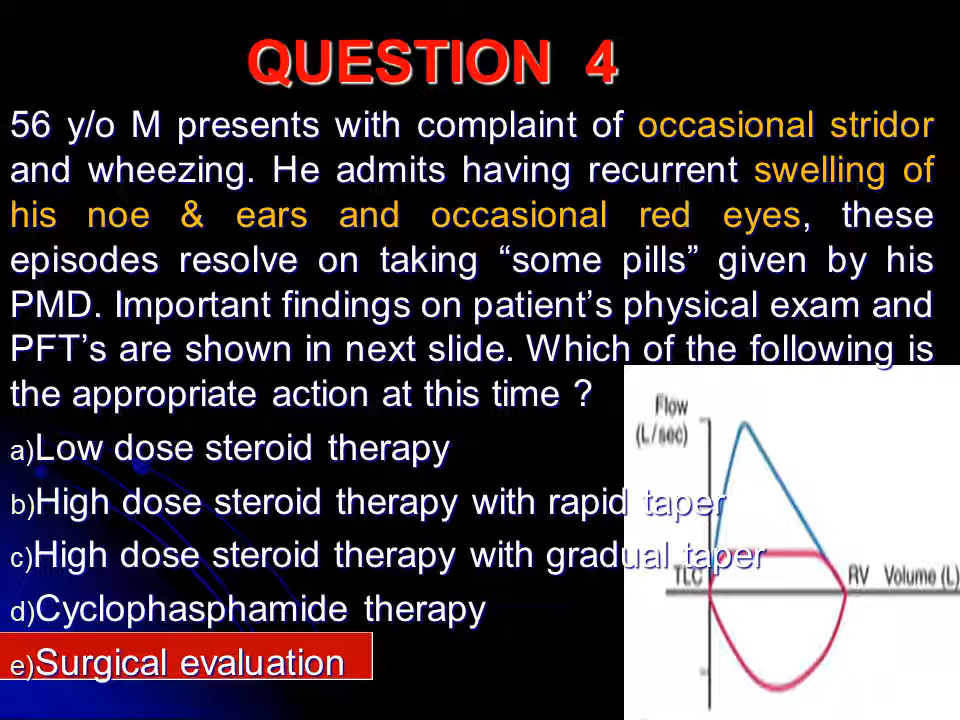 QUESTION 4
56 y/o M presents with complaint of occasional stridor
and wheezing. He admits having recurrent swelling of
his noe & ears and occasional red eyes, these
episodes resolve on taking “some pills” given by his
PMD. Important findings on patient’s physical exam and
PFT’s are shown in next slide. Which of the following is
the appropriate action at this time ?
a)Low dose steroid therapy
b)High dose steroid therapy with rapid taper
c)High dose steroid therapy with gradual taper
d)Cyclophasphamide therapy
e)Surgical evaluation
Flow
(L/sec)
TLC
RV Volume (L)